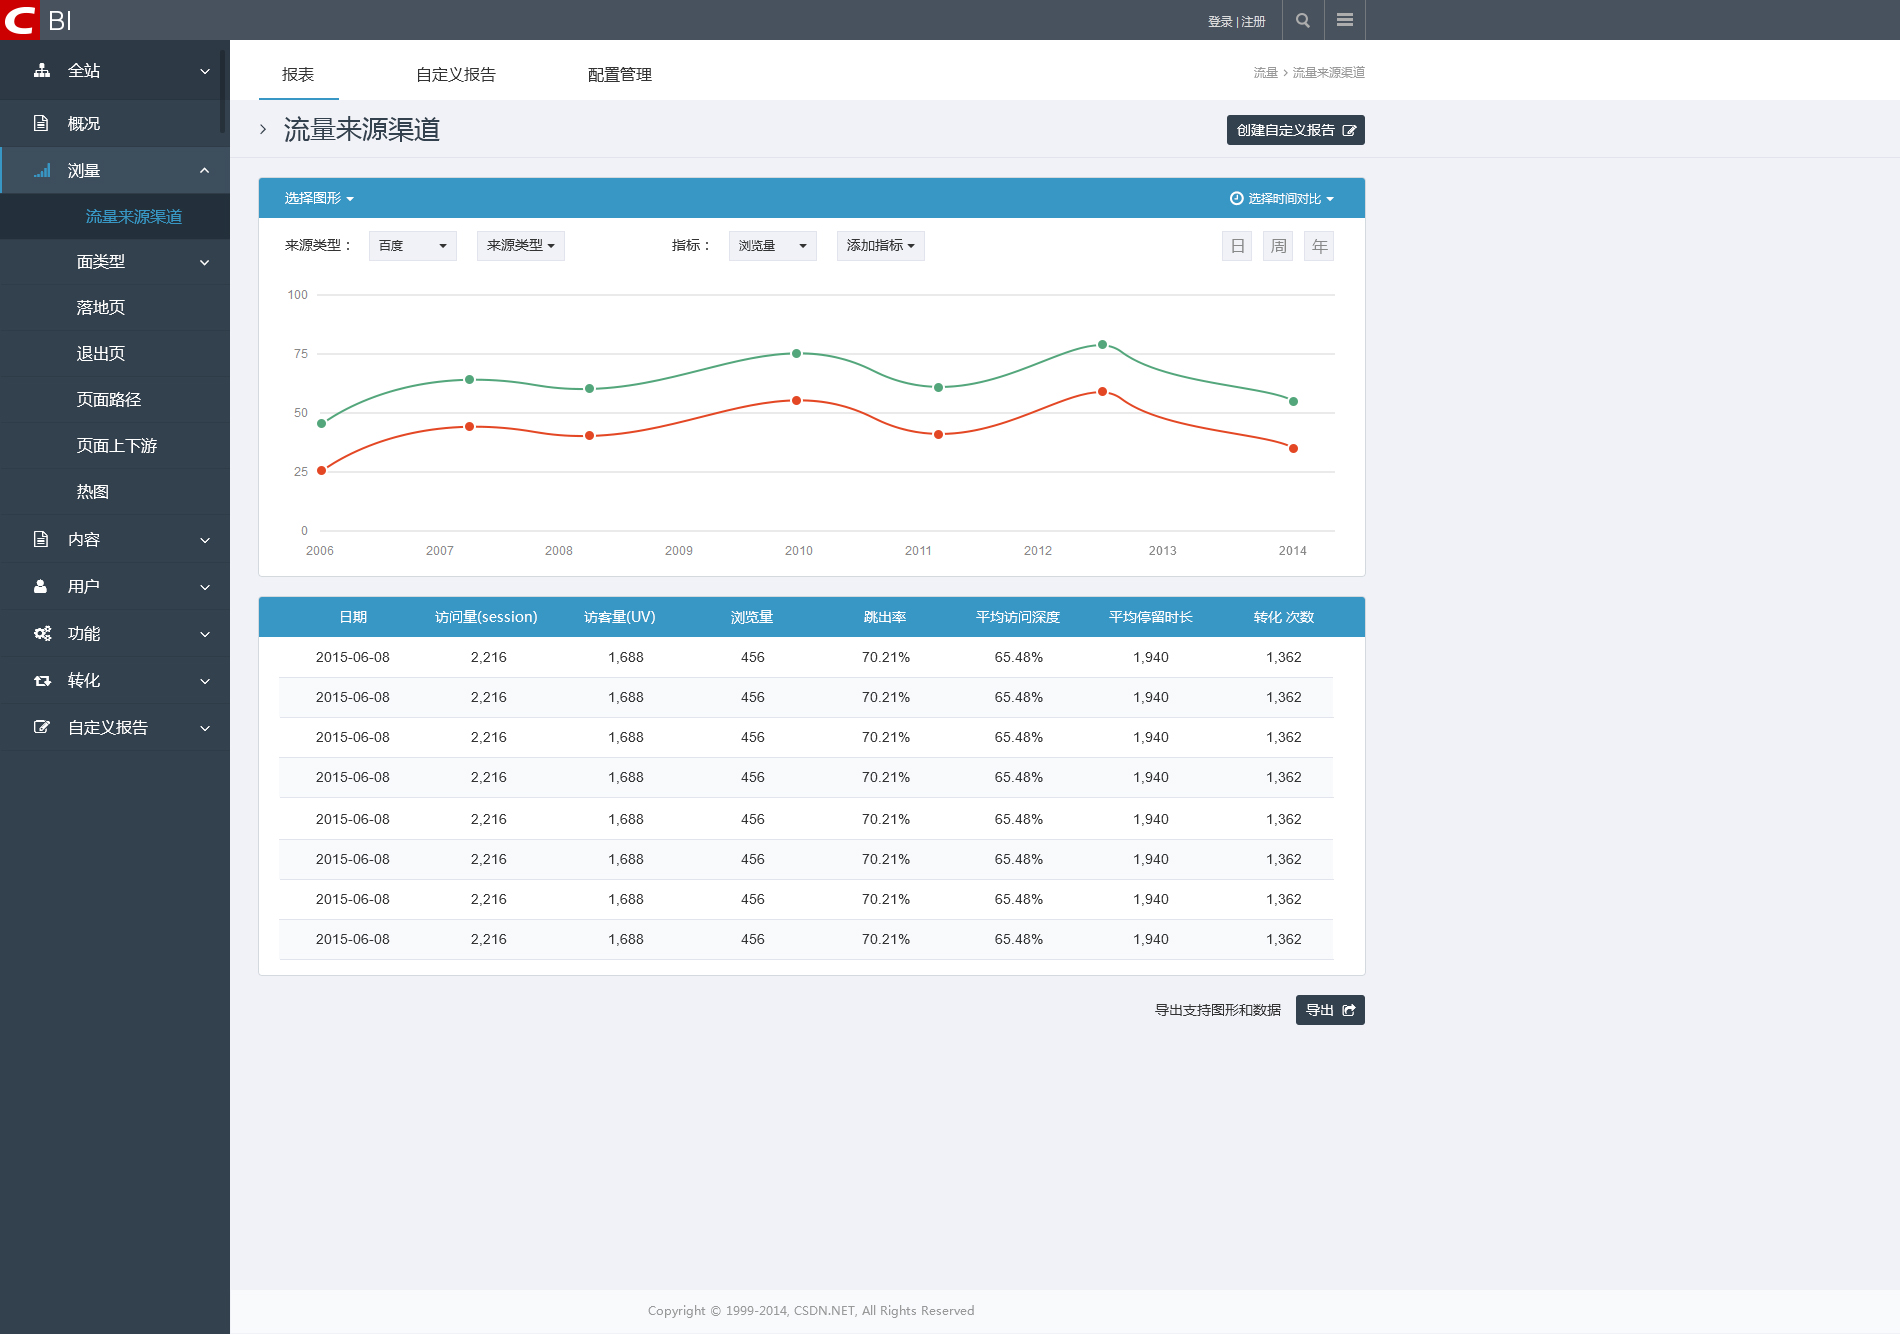 C BI
登录 | 注册
全站
概况
浏量
流量来源渠道
面类型
落地页
退出页
页面路径
页面上下游
热图
内容
用户
功能
转化
自定义报告
报表 自定义报告 配置管理
流量 > 流量来源渠道
流量来源渠道
创建自定义报告
选择图形
选择时间对比
来源类型： 百度 来源类型 指标： 浏览量 添加指标 日 周 年
100
75
50
25
0
2006 2007 2008 2009 2010 2011 2012 2013 2014
日期 访问量(session) 访客量(UV) 浏览量 跳出率 平均访问深度 平均停留时长 转化 次数
2015-06-08 2,216 1,688 456 70.21% 65.48% 1,940 1,362
2015-06-08 2,216 1,688 456 70.21% 65.48% 1,940 1,362
2015-06-08 2,216 1,688 456 70.21% 65.48% 1,940 1,362
2015-06-08 2,216 1,688 456 70.21% 65.48% 1,940 1,362
2015-06-08 2,216 1,688 456 70.21% 65.48% 1,940 1,362
2015-06-08 2,216 1,688 456 70.21% 65.48% 1,940 1,362
2015-06-08 2,216 1,688 456 70.21% 65.48% 1,940 1,362
2015-06-08 2,216 1,688 456 70.21% 65.48% 1,940 1,362
导出支持图形和数据 导出
Copyright © 1999-2014, CSDN.NET, All Rights Reserved